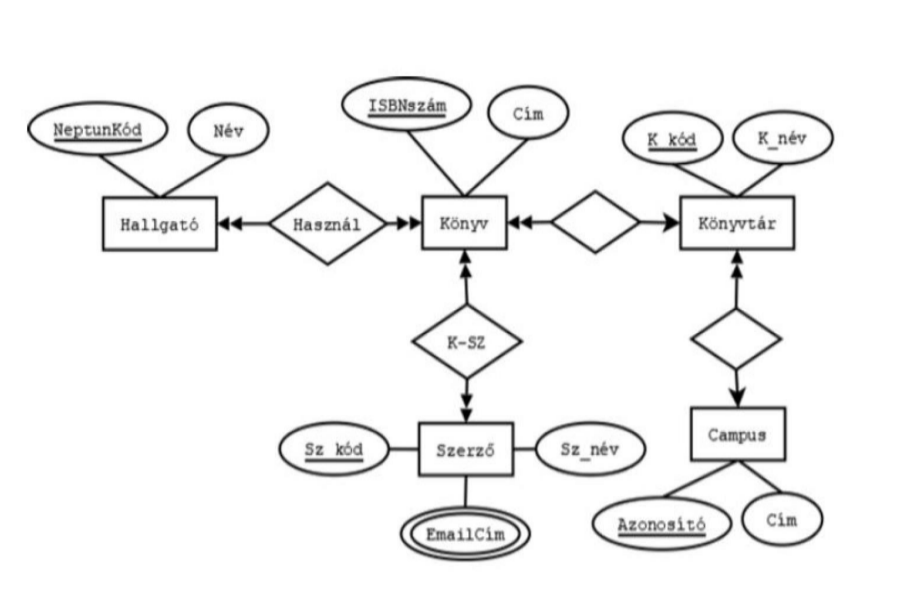 NeptunKód
Név
ISBNszám
Cím
K_kód
K_név
Hallgató
Használ
Könyv
Könyvtár
K-SZ
Campus
Sz_kód
Szerző
Sz_név
EmailCím
Azonosító
Cím